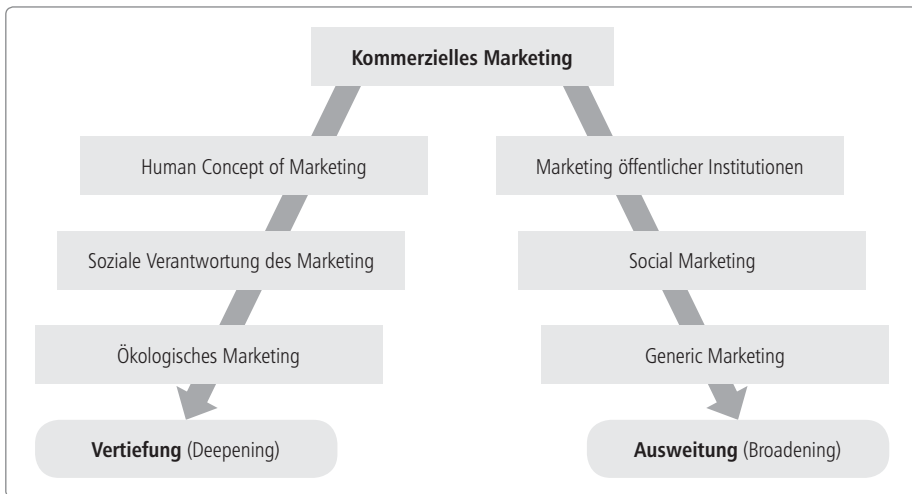 Kommerzielles Marketing
Human Concept of Marketing
Marketing öffentlicher Institutionen
Soziale Verantwortung des Marketing
Social Marketing
Ökologisches Marketing
Generic Marketing
Vertiefung (Deepening)
Ausweitung (Broadening)